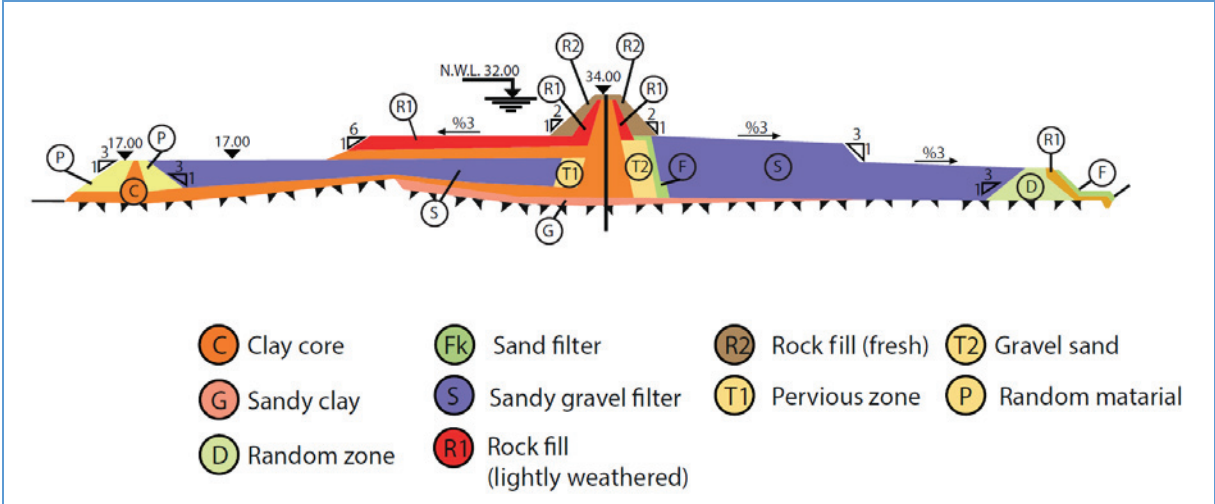 R2
R2
N.W.L. 32.00
34.00
R1
R1
R1
2
1
2
1
6
1
%3
%3
3
1
%3
P
P
3
1
17.00
17.00
3
1
C
T1
T2
F
S
S
G
3
1
D
R1
F
C Clay core
Fk Sand filter
R2 Rock fill (fresh)
T2 Gravel sand
G Sandy clay
S Sandy gravel filter
T1 Pervious zone
P Random matarial
D Random zone
R1 Rock fill
(lightly weathered)